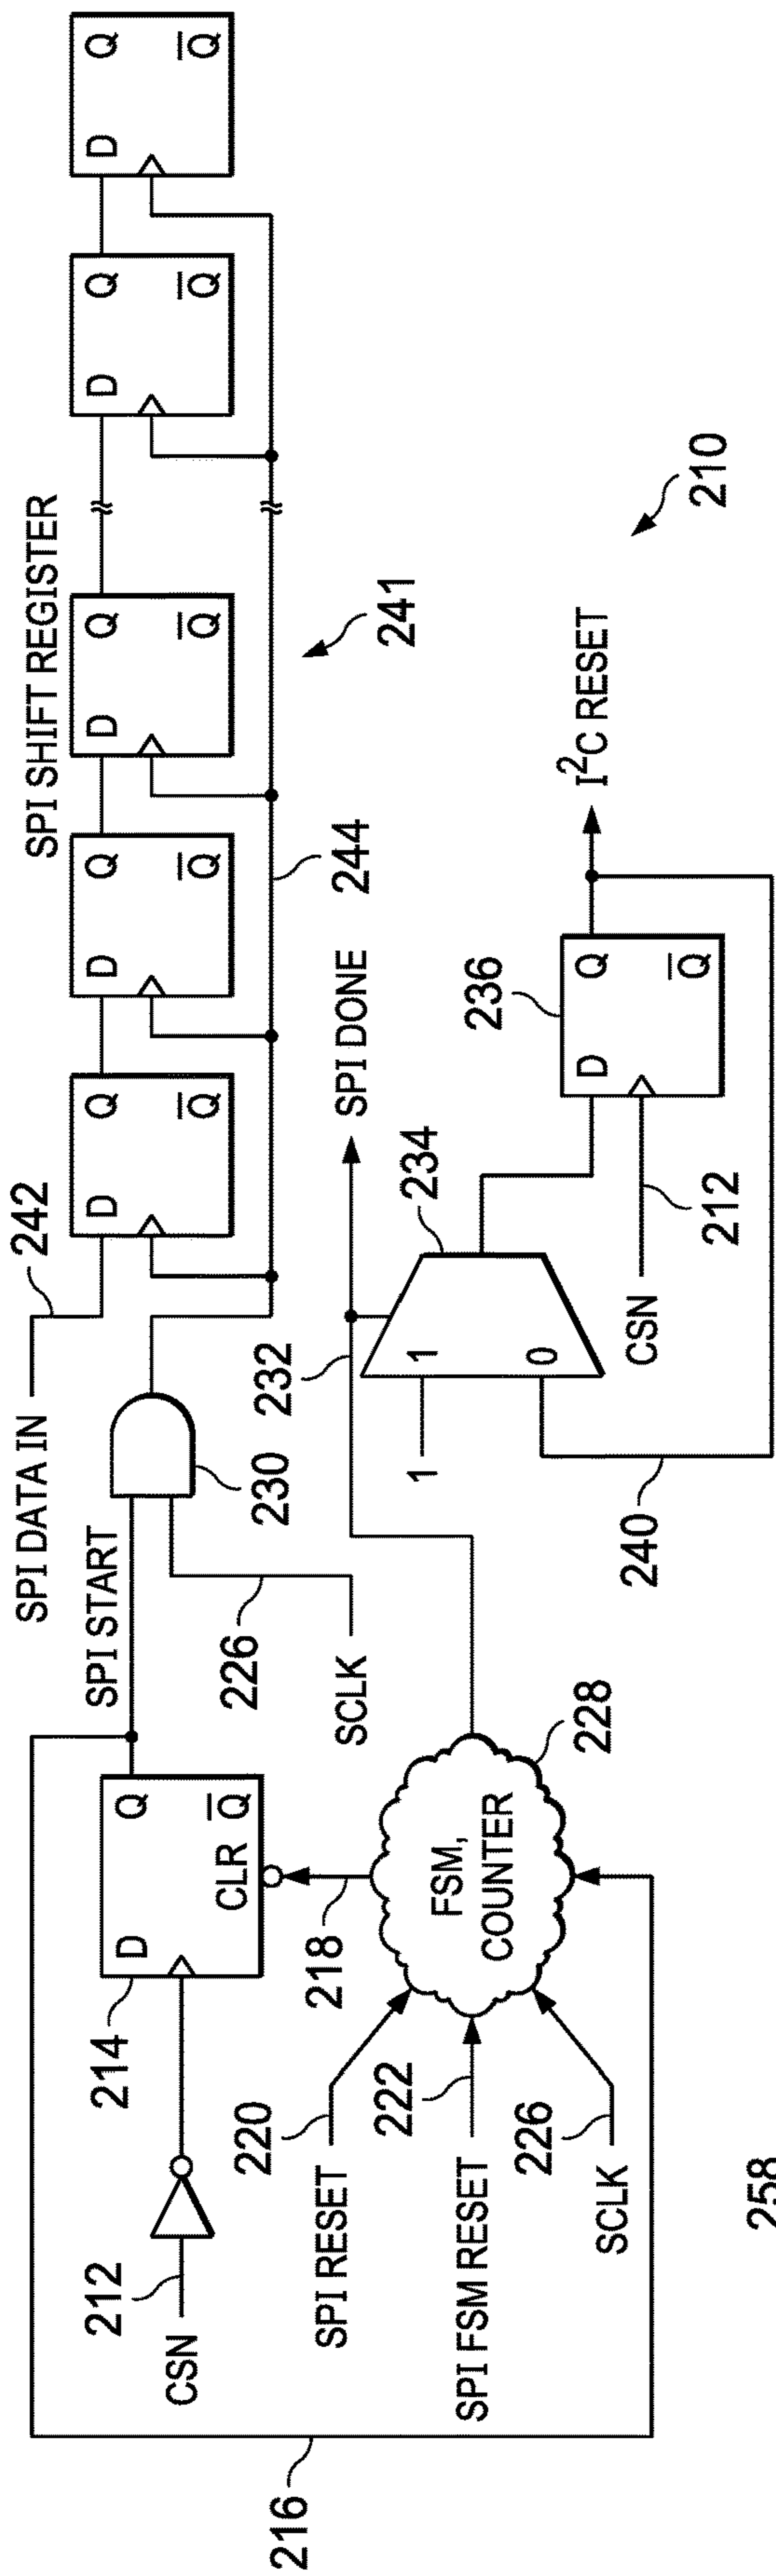 SPI SHIFT REGISTER
SPI DATA IN
242
SPI START
D Q
Q̅
CLR
214
CSN
212
216
230
226
SCLK
D Q
Q̅
D Q
Q̅
D Q
Q̅
D Q
Q̅
D Q
Q̅
244
241
218
SPI RESET
220
SPI FSM RESET
222
SCLK
226
FSM,
COUNTER
228
232
SPI DONE
1
1
0
234
236
D Q
Q̅
CSN
212
I²C RESET
240
210
258